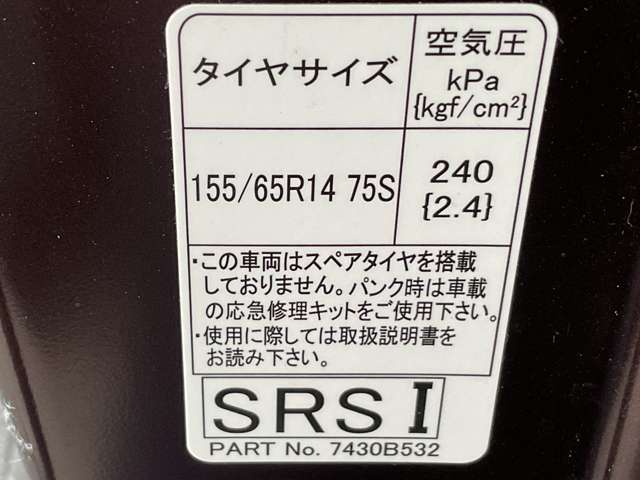 タイヤサイズ
空気圧
kPa
{kgf/cm²}
155/65R14 75S
240
{2.4}
・この車両はスペアタイヤを搭載
しておりません。パンク時は車載
の応急修理キットをご使用下さい。
・使用に際しては取扱説明書を
お読み下さい。
SRS I
PART No. 7430B532